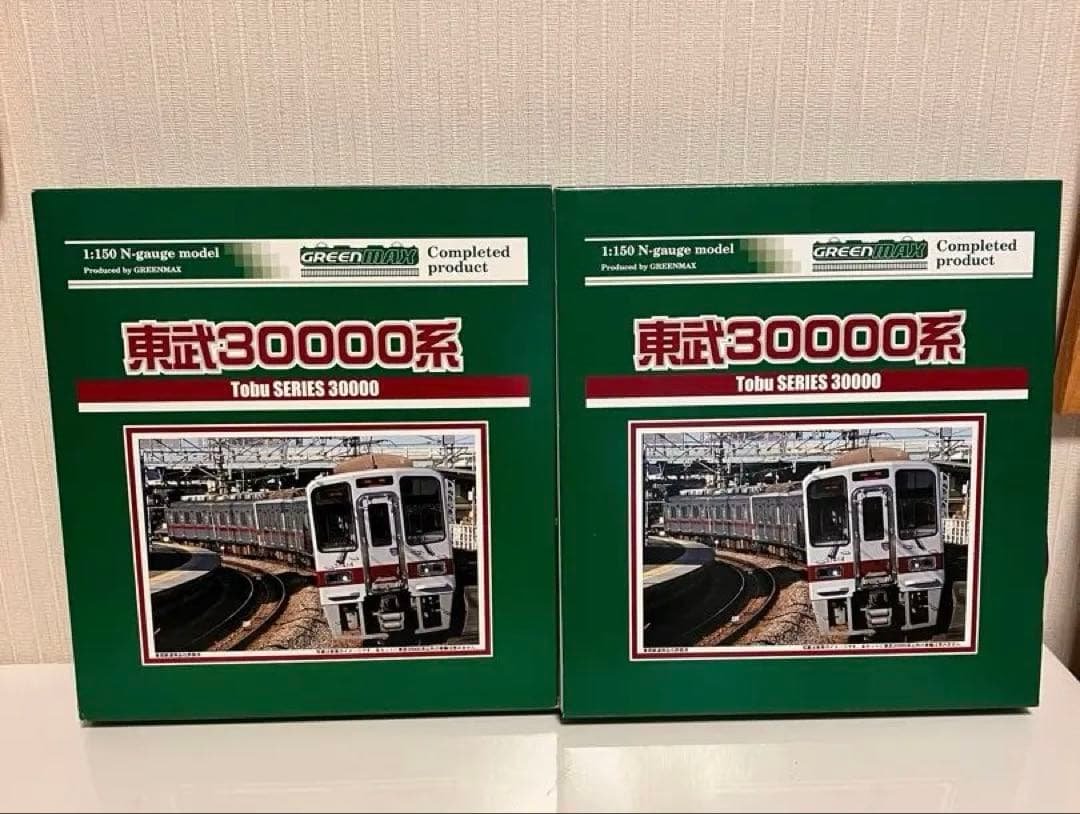 1:150 N-gauge model
Produced by GREENMAX
GREENMAX
Completed
product
東武30000系
Tobu SERIES 30000
1:150 N-gauge model
Produced by GREENMAX
GREENMAX
Completed
product
東武30000系
Tobu SERIES 30000